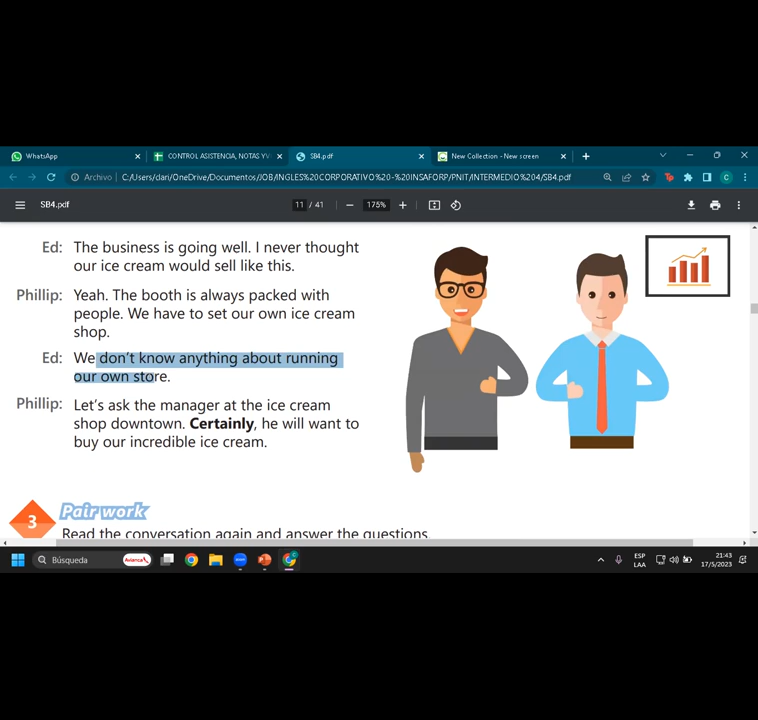 WhatsApp
CONTROL ASISTENCIA, NOTAS Y
SB4.pdf
New Collection - New screen
Archivo C:/Users/dari/OneDrive/Documentos/JOB/INGLES%20CORPORATIVO%20-%20INSAFORP/PNIT/INTERMEDIO%204/SB4.pdf
SB4.pdf
11 / 41
175%
Ed: The business is going well. I never thought
our ice cream would sell like this.
Phillip: Yeah. The booth is always packed with
people. We have to set our own ice cream
shop.
Ed: We don't know anything about running
our own store.
Phillip: Let's ask the manager at the ice cream
shop downtown. Certainly, he will want to
buy our incredible ice cream.
3 Pair work
Read the conversation again and answer the questions.
Búsqueda
Avianca
ESP
LAA
21:43
17/5/2023